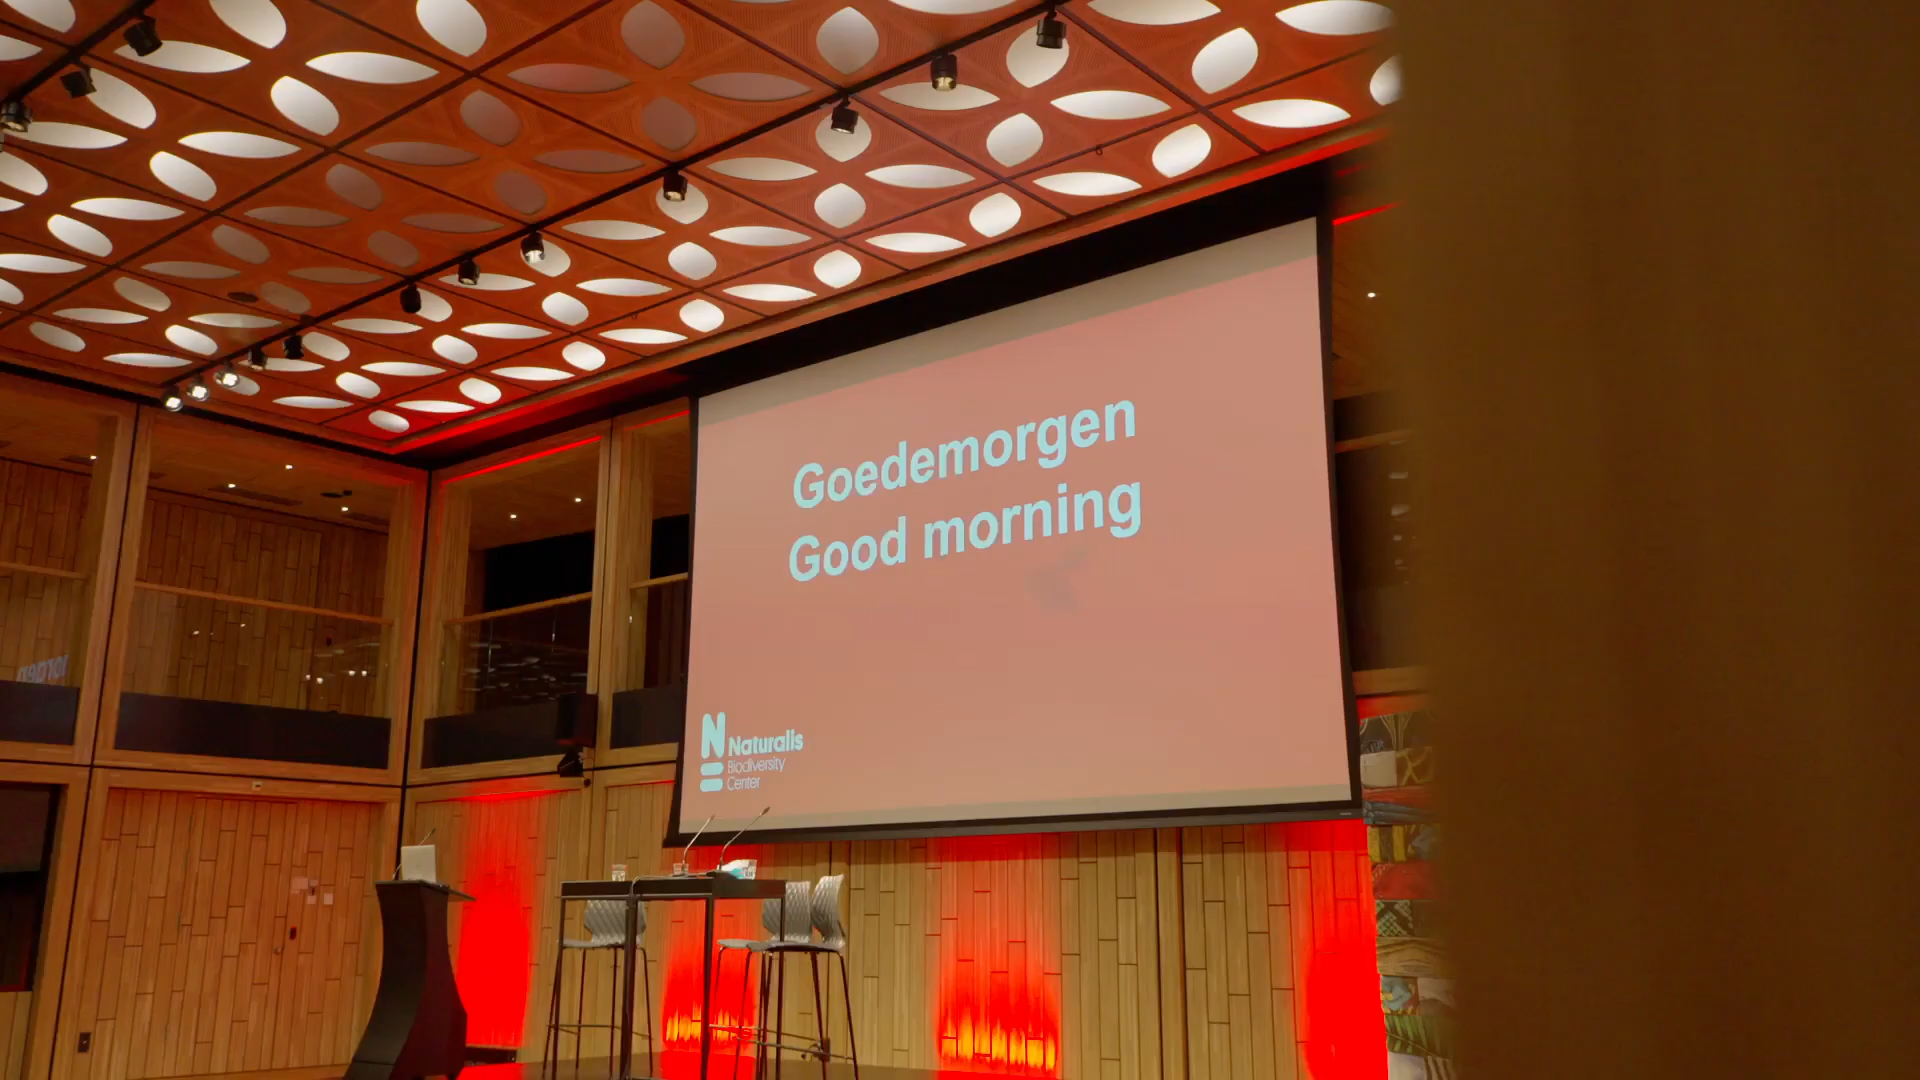 Goedemorgen
Good morning
Naturalis
Biodiversity
Center